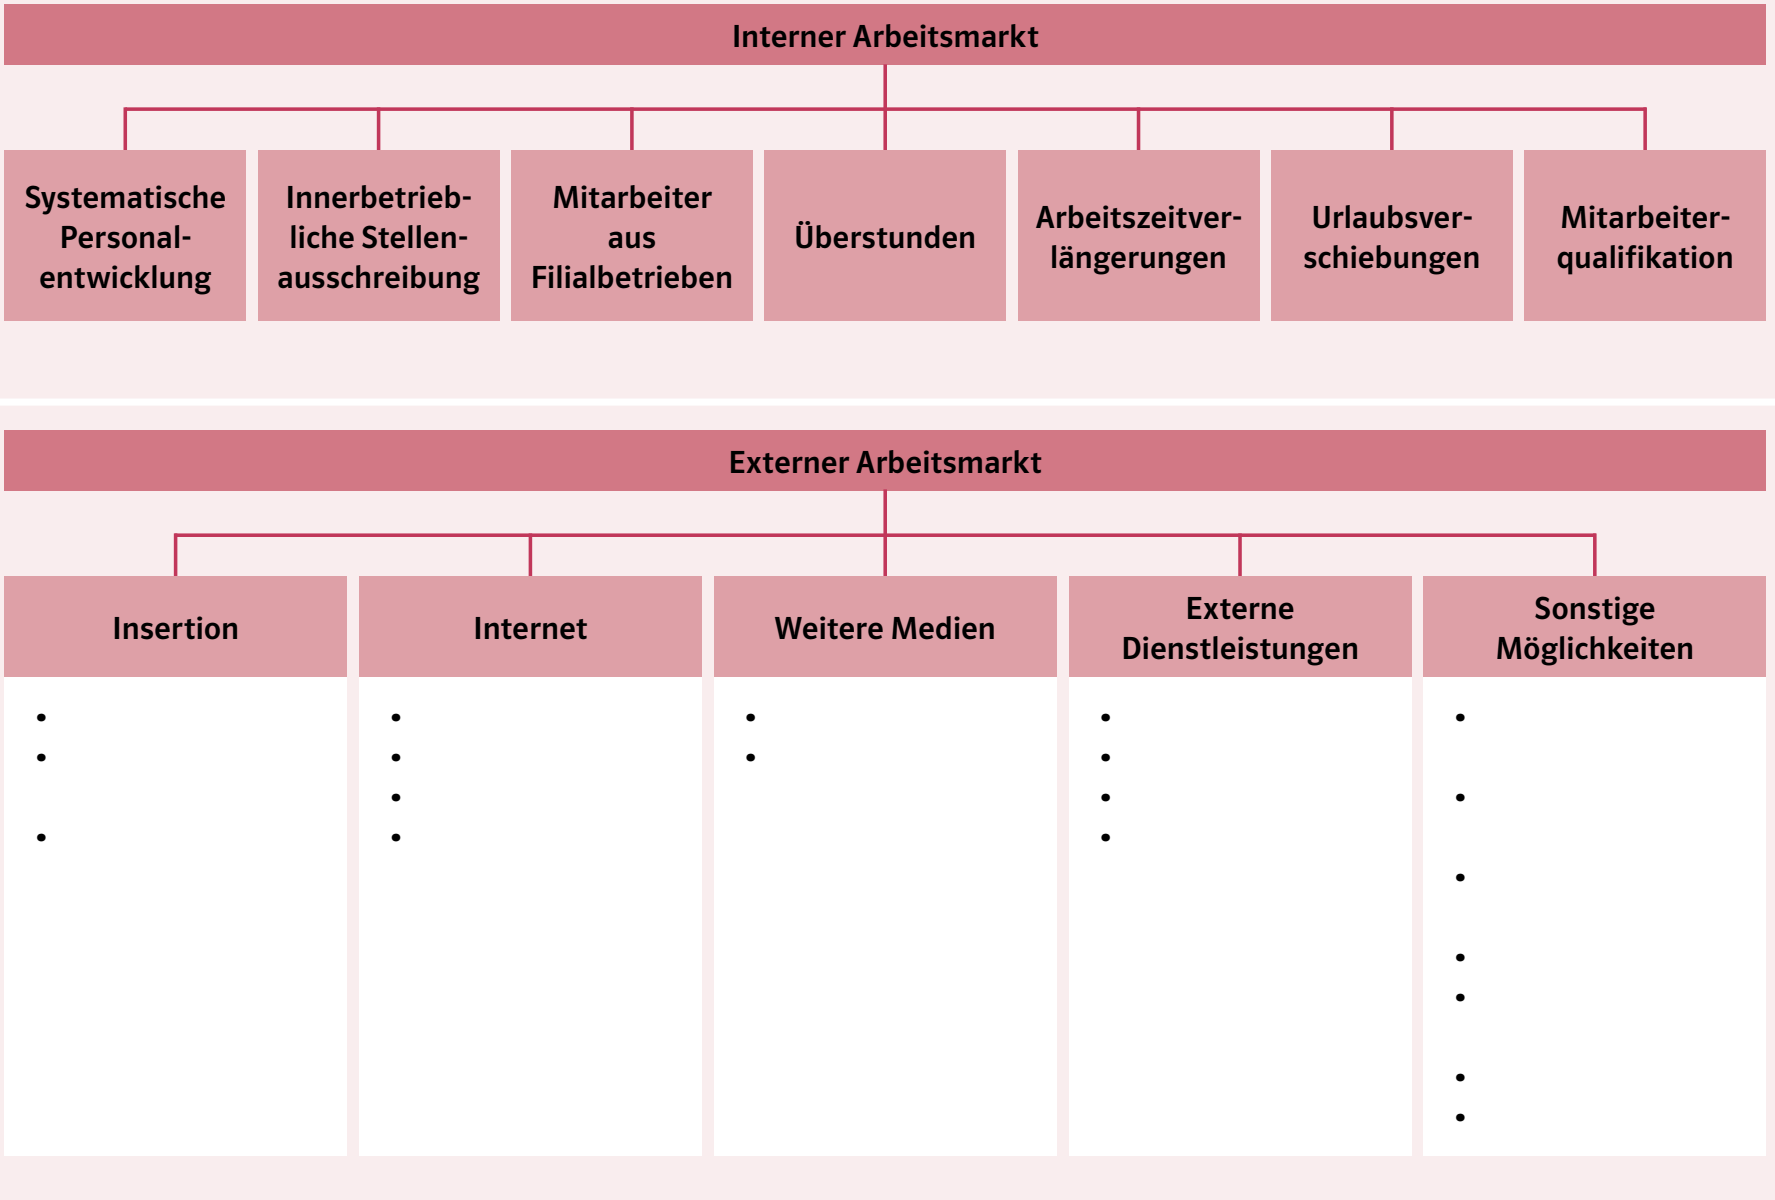 Interner Arbeitsmarkt
Systematische
Personal-
entwicklung
Innerbetrieb-
liche Stellen-
ausschreibung
Mitarbeiter
aus
Filialbetrieben
Überstunden
Arbeitszeitver-
längerungen
Urlaubsver-
schiebungen
Mitarbeiter-
qualifikation
Externer Arbeitsmarkt
Insertion
Internet
Weitere Medien
Externe
Dienstleistungen
Sonstige
Möglichkeiten